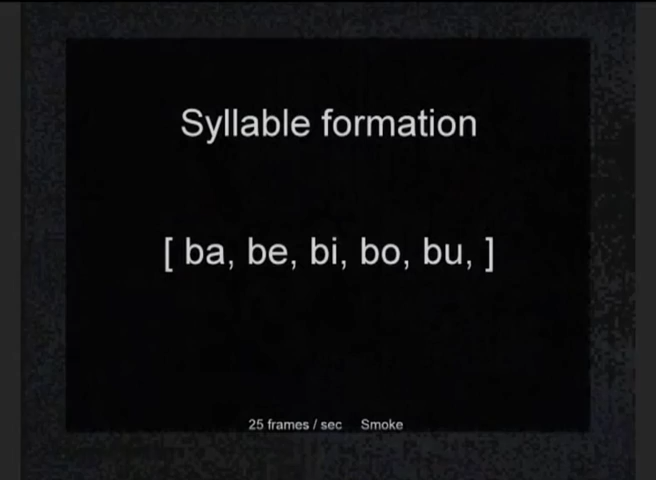 Syllable formation
[ ba, be, bi, bo, bu, ]
25 frames / sec Smoke